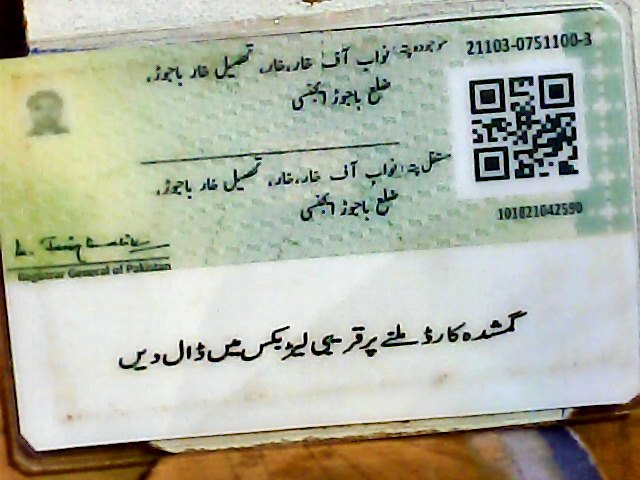 موجودہ پتہ: نواب آف خار، خار، تحصیل خار باجوڑ، 21103-0751100-3
ضلع باجوڑ ایجنسی
مستقل پتہ: نواب آف خار، خار، تحصیل خار باجوڑ،
ضلع باجوڑ ایجنسی
101821042590
Registrar General of Pakistan
گمشدہ کارڈ ملنے پر قریبی لیٹر بکس میں ڈال دیں